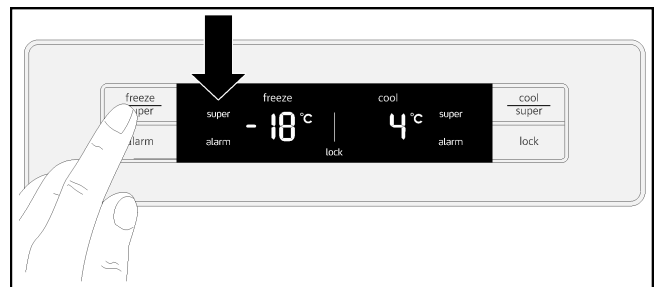 freeze
super
alarm
freeze
super
-18°C
alarm
lock
cool
4°C
super
alarm
cool
super
lock